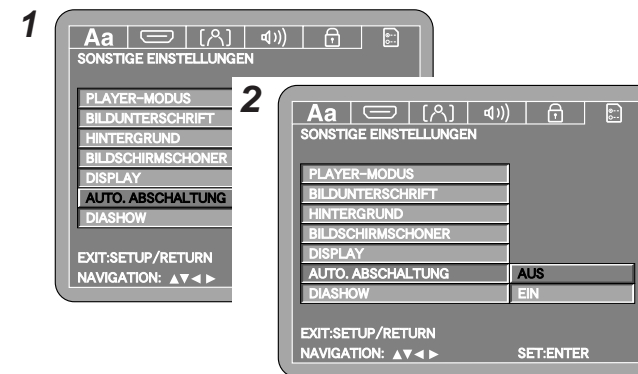 1
Aa
SONSTIGE EINSTELLUNGEN
PLAYER-MODUS
BILDUNTERSCHRIFT
HINTERGRUND
BILDSCHIRMSCHONER
DISPLAY
AUTO. ABSCHALTUNG
DIASHOW
EXIT:SETUP/RETURN
NAVIGATION: ▲▼◄ ►
2
Aa
SONSTIGE EINSTELLUNGEN
PLAYER-MODUS
BILDUNTERSCHRIFT
HINTERGRUND
BILDSCHIRMSCHONER
DISPLAY
AUTO. ABSCHALTUNG AUS
DIASHOW EIN
EXIT:SETUP/RETURN
NAVIGATION: ▲▼◄ ► SET:ENTER